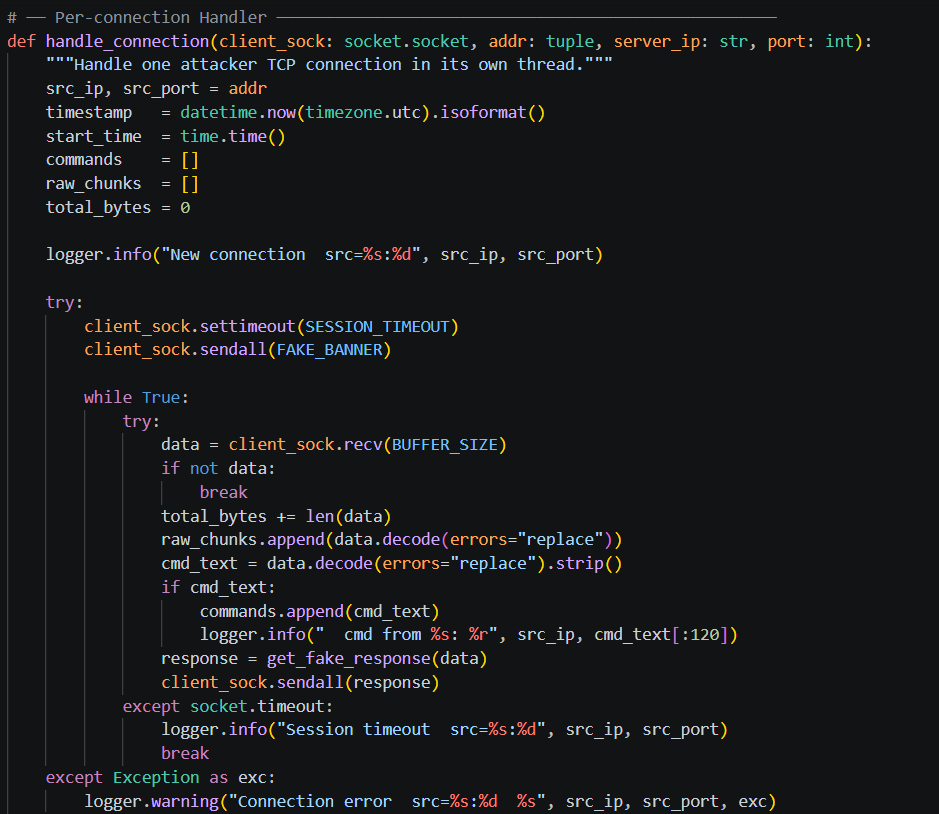 # —— Per-connection Handler ————————————————————————————————————————————————————
def handle_connection(client_sock: socket.socket, addr: tuple, server_ip: str, port: int):
    """Handle one attacker TCP connection in its own thread."""
    src_ip, src_port = addr
    timestamp   = datetime.now(timezone.utc).isoformat()
    start_time  = time.time()
    commands    = []
    raw_chunks  = []
    total_bytes = 0

    logger.info("New connection  src=%s:%d", src_ip, src_port)

    try:
        client_sock.settimeout(SESSION_TIMEOUT)
        client_sock.sendall(FAKE_BANNER)

        while True:
            try:
                data = client_sock.recv(BUFFER_SIZE)
                if not data:
                    break
                total_bytes += len(data)
                raw_chunks.append(data.decode(errors="replace"))
                cmd_text = data.decode(errors="replace").strip()
                if cmd_text:
                    commands.append(cmd_text)
                    logger.info("  cmd from %s: %r", src_ip, cmd_text[:120])
                response = get_fake_response(data)
                client_sock.sendall(response)
            except socket.timeout:
                logger.info("Session timeout  src=%s:%d", src_ip, src_port)
                break
    except Exception as exc:
        logger.warning("Connection error  src=%s:%d  %s", src_ip, src_port, exc)